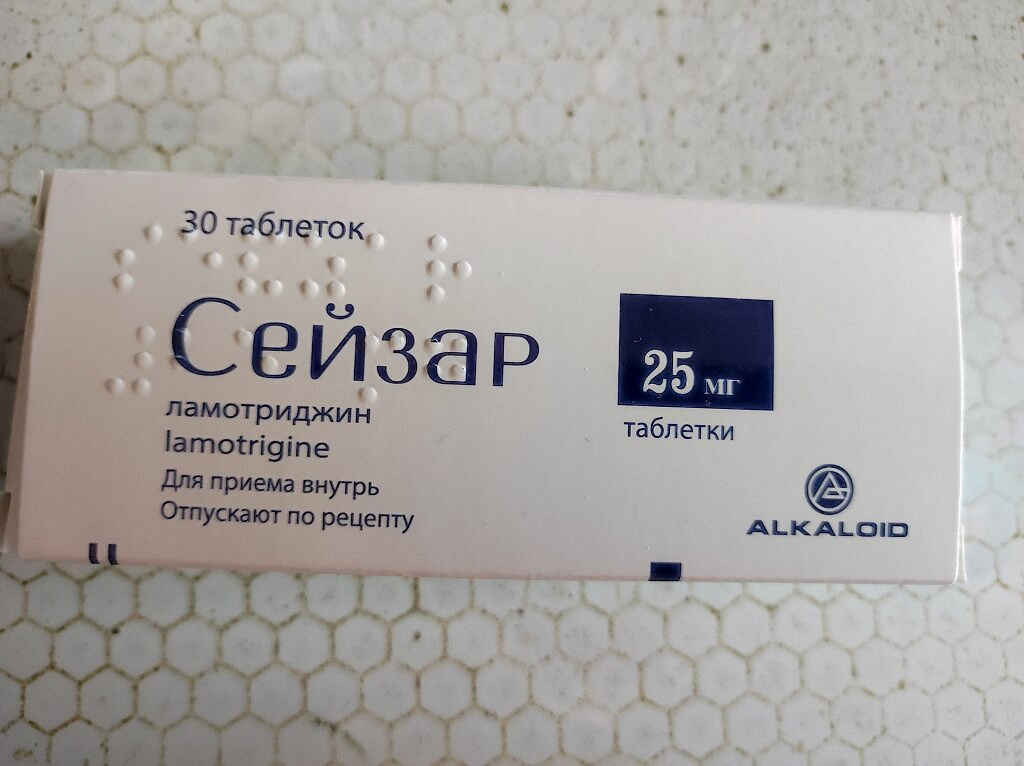 30 таблеток
Сейзар
25 мг
таблетки
ламотриджин
lamotrigine
Для приема внутрь
Отпускают по рецепту
ALKALOID